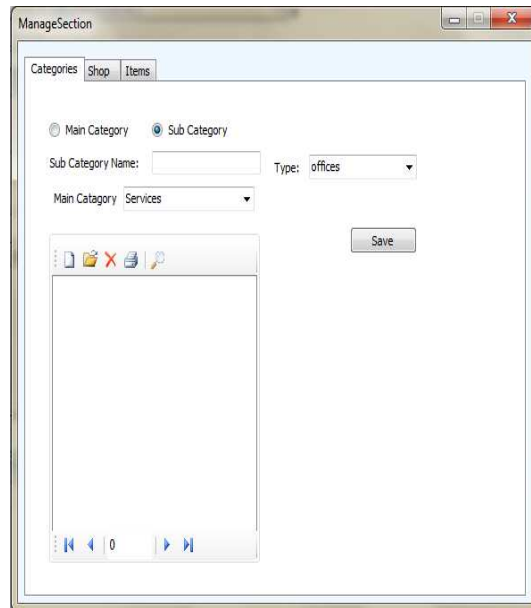 ManageSection
Categories Shop Items
Main Category Sub Category
Sub Category Name:
Type: offices
Main Catagory Services
Save
0